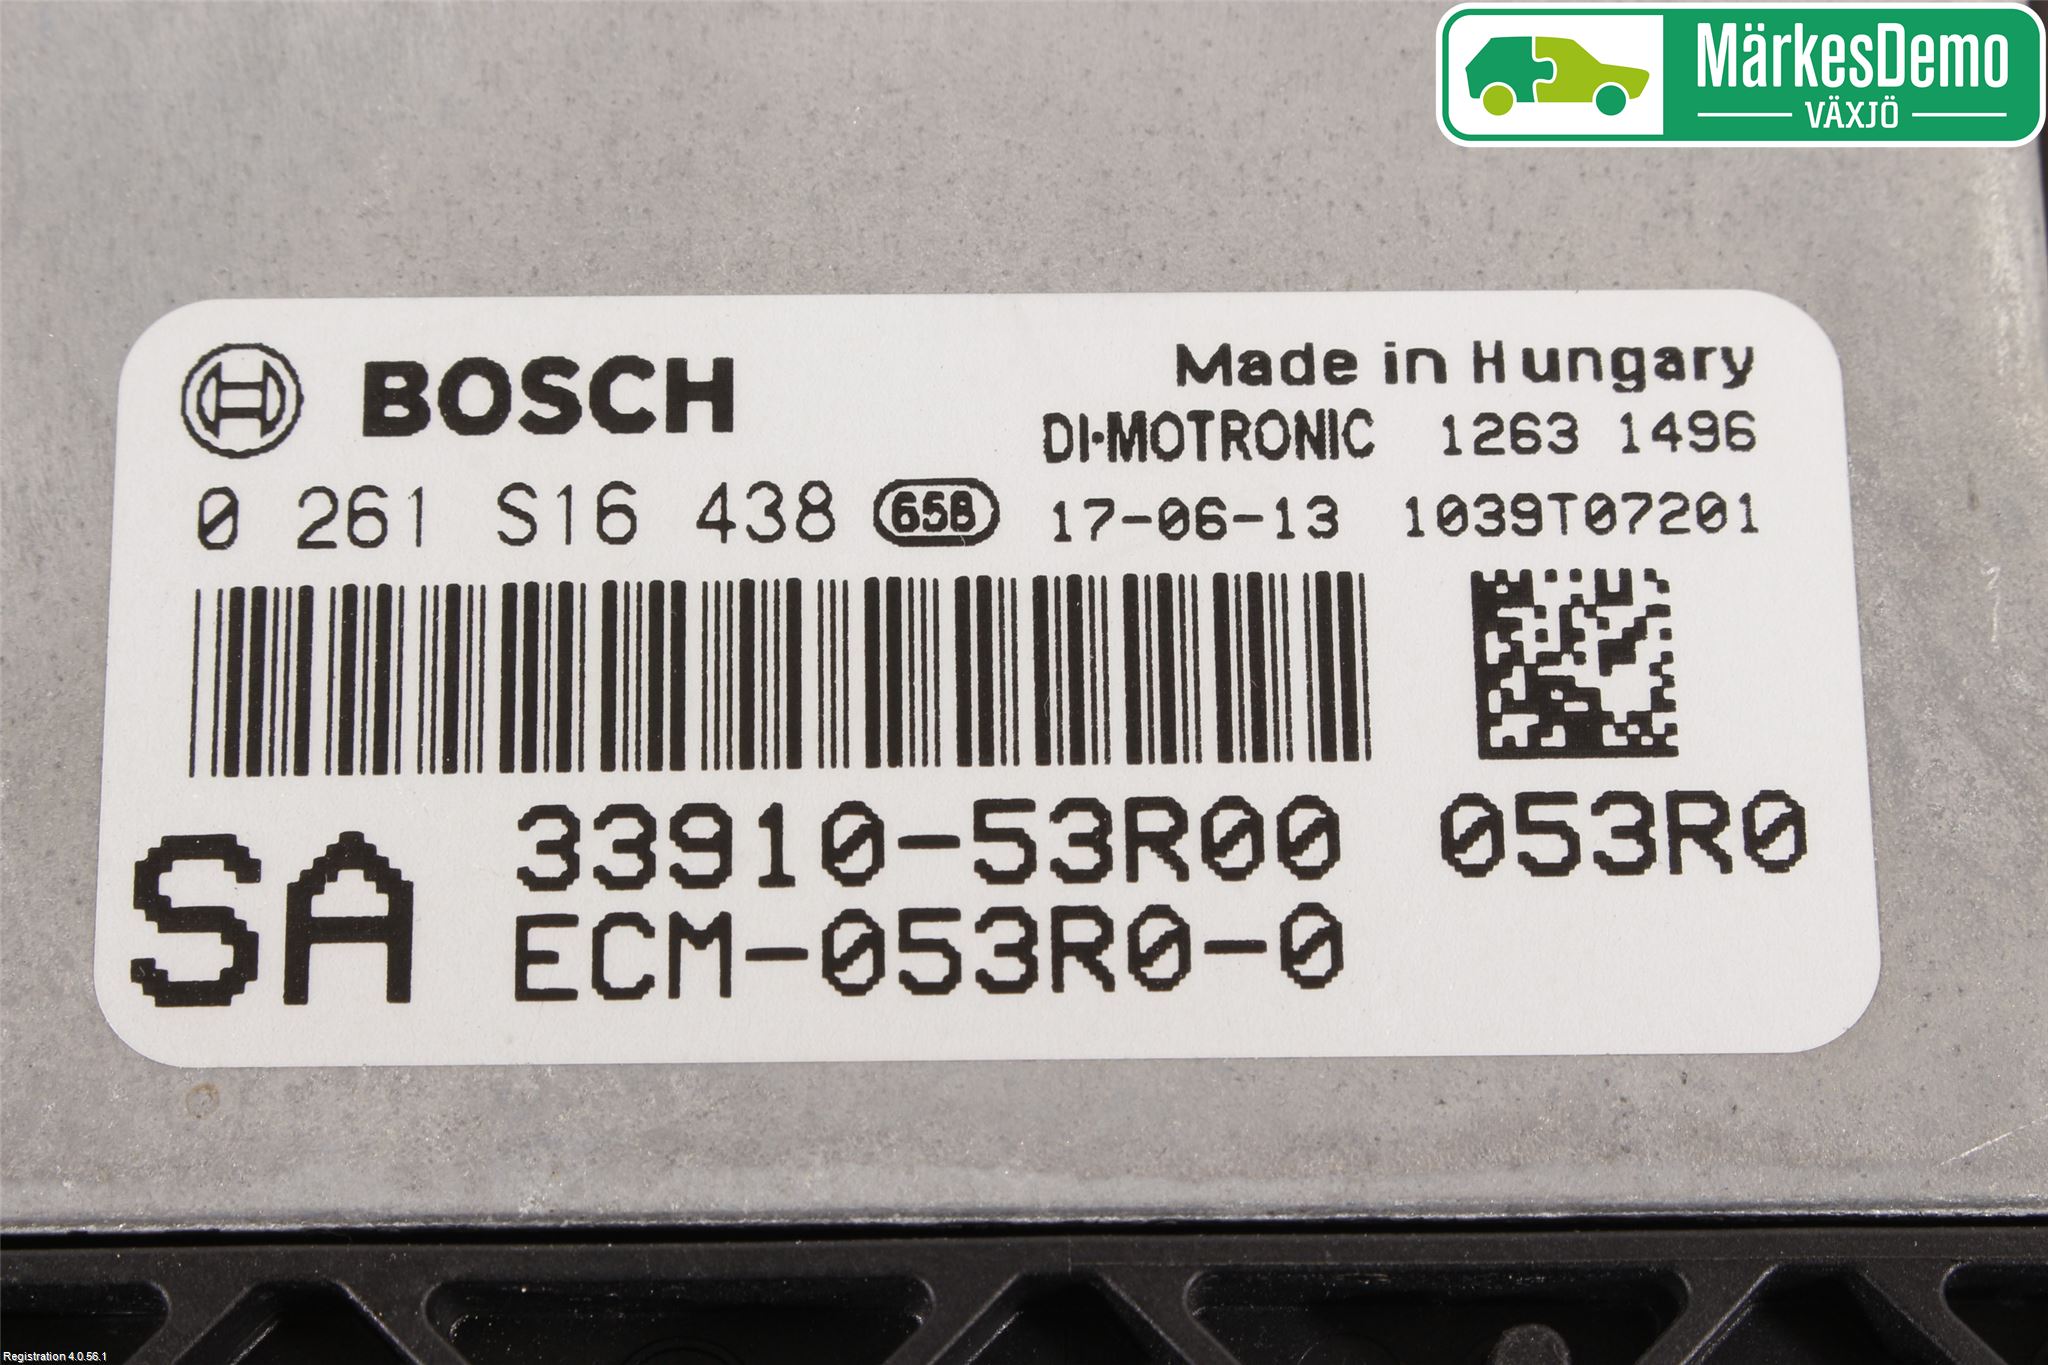 MärkesDemo
VÄXJÖ
BOSCH
Made in Hungary
DI·MOTRONIC 1263 1496
0 261 S16 438 658 17-06-13 1039T07201
SA 33910-53R00 053R0
ECM-053R0-0
Registration 4.0.56.1